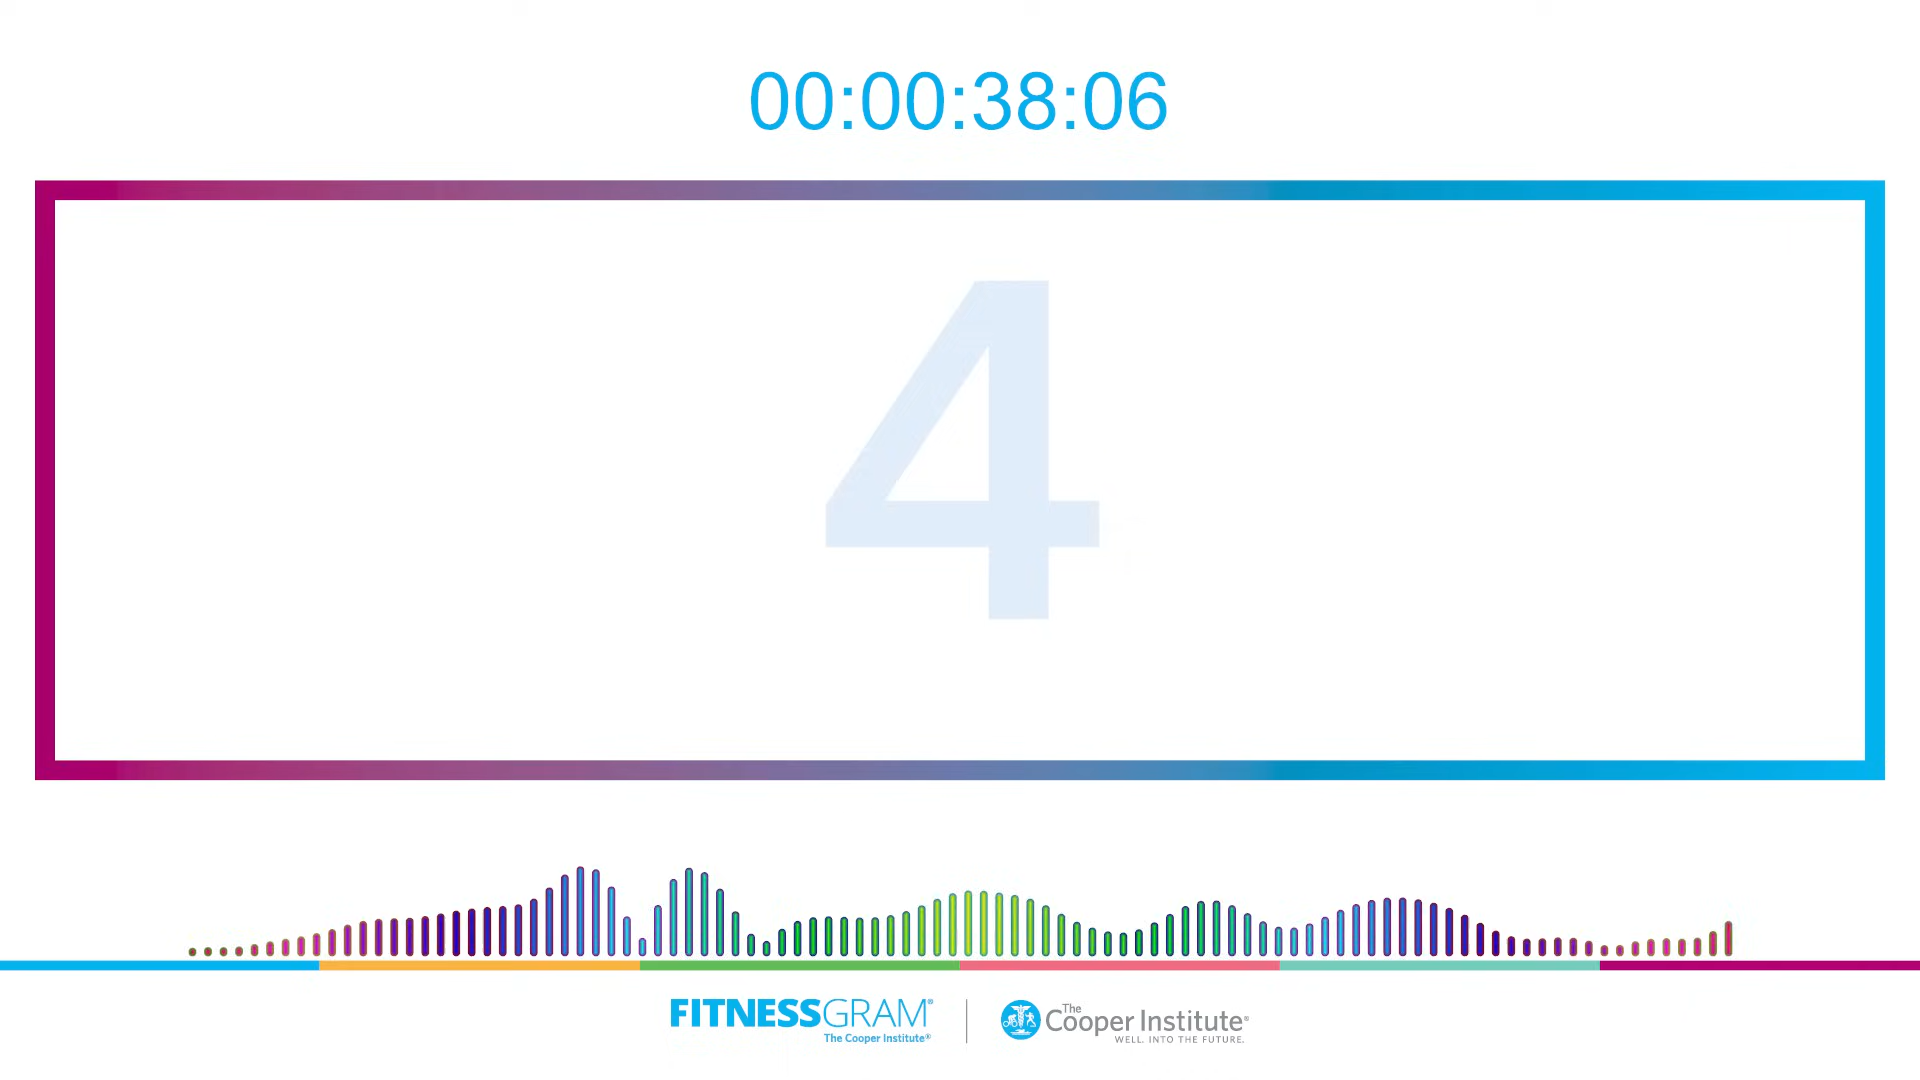 00:00:38:06
4
FITNESSGRAM®
The Cooper Institute®
The
Cooper Institute®
WELL. INTO THE FUTURE.